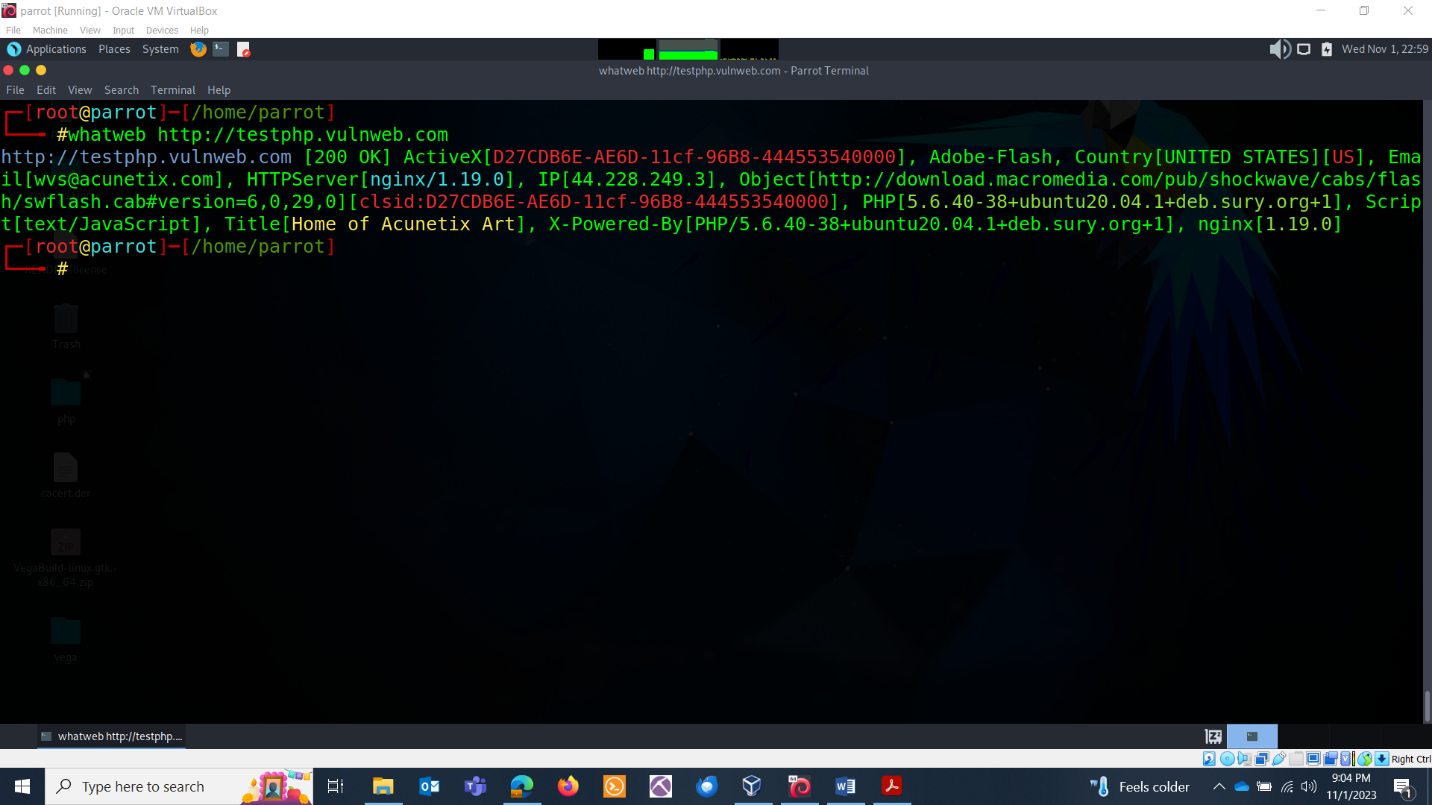 parrot [Running] - Oracle VM VirtualBox
File Machine View Input Devices Help
Applications Places System Wed Nov 1, 22:59
whatweb http://testphp.vulnweb.com - Parrot Terminal
File Edit View Search Terminal Help
┌─[root@parrot]─[/home/parrot]
└──╼ #whatweb http://testphp.vulnweb.com
http://testphp.vulnweb.com [200 OK] ActiveX[D27CDB6E-AE6D-11cf-96B8-444553540000], Adobe-Flash, Country[UNITED STATES][US], Ema
il[wvs@acunetix.com], HTTPServer[nginx/1.19.0], IP[44.228.249.3], Object[http://download.macromedia.com/pub/shockwave/cabs/flas
h/swflash.cab#version=6,0,29,0][clsid:D27CDB6E-AE6D-11cf-96B8-444553540000], PHP[5.6.40-38+ubuntu20.04.1+deb.sury.org+1], Scrip
t[text/JavaScript], Title[Home of Acunetix Art], X-Powered-By[PHP/5.6.40-38+ubuntu20.04.1+deb.sury.org+1], nginx[1.19.0]
┌─[root@parrot]─[/home/parrot]
└──╼ #
Trash
php
cacert.der
VegaBuild-linux.gtk.-
x86_64.zip
vega
whatweb http://testphp....
Right Ctrl
Type here to search
Feels colder
9:04 PM
11/1/2023
1